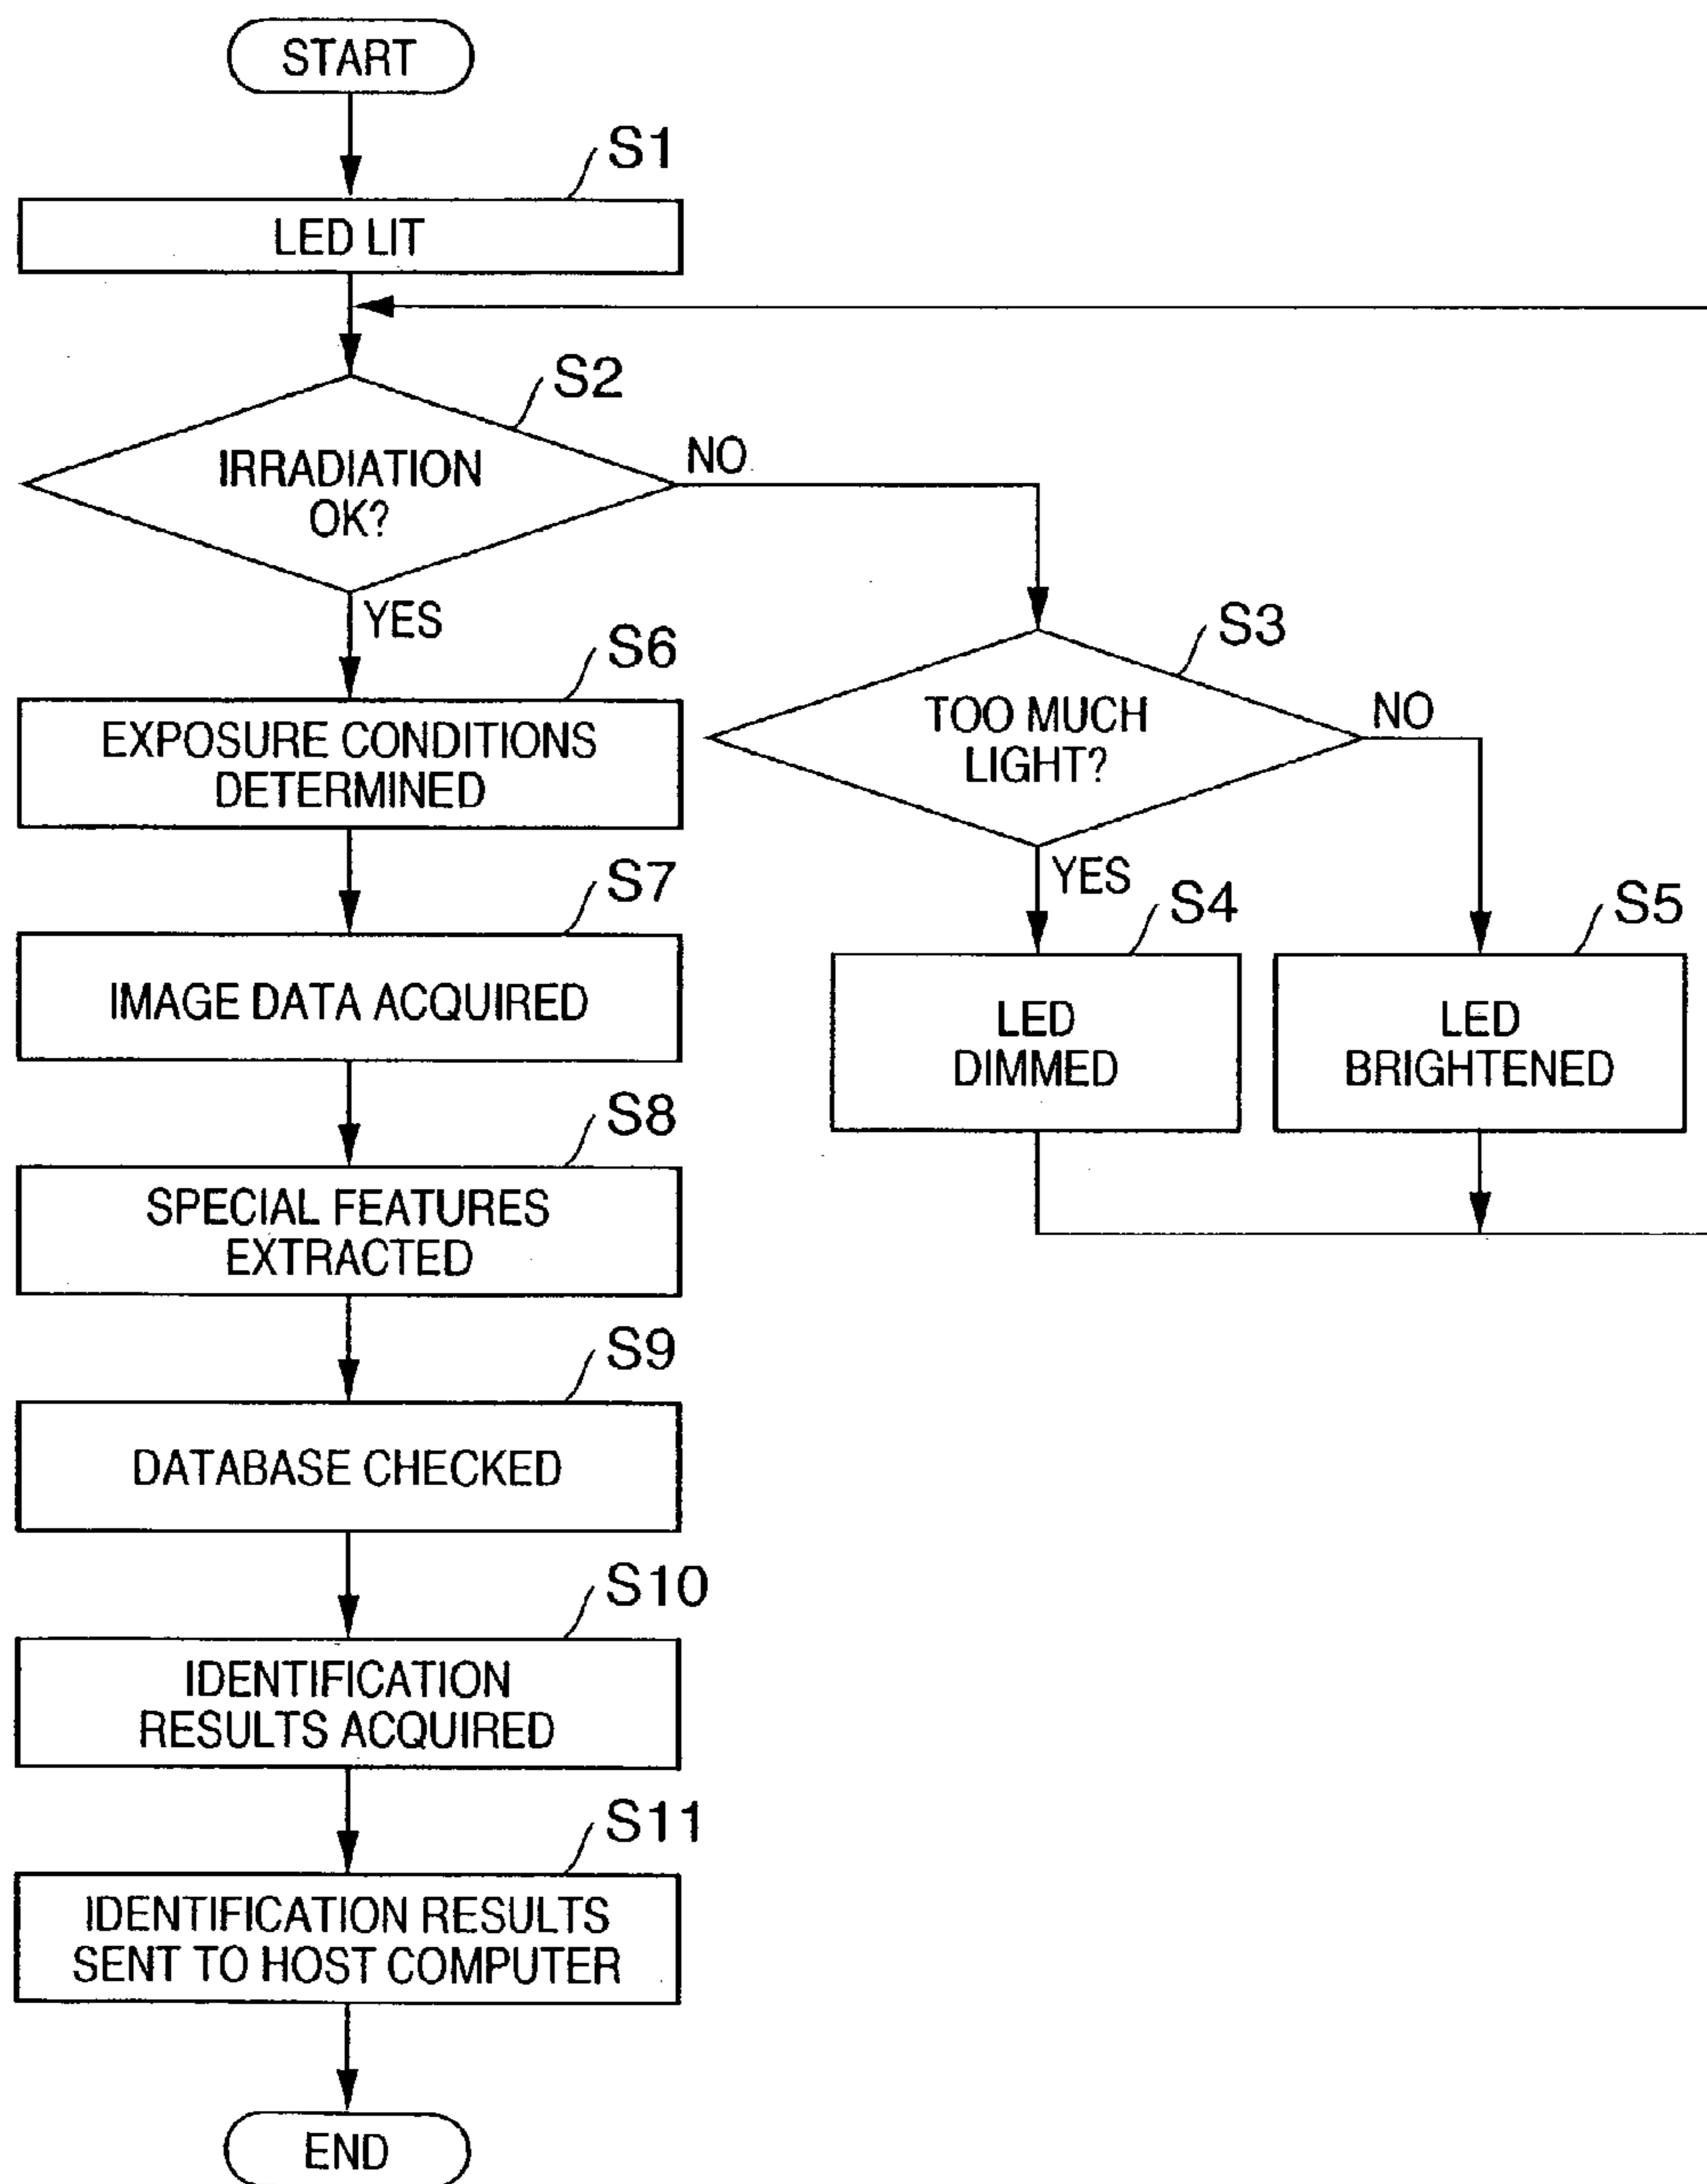 START
S1
LED LIT
S2
IRRADIATION
OK?
NO
YES
S3
TOO MUCH
LIGHT?
NO
YES
S4
LED
DIMMED
S5
LED
BRIGHTENED
S6
EXPOSURE CONDITIONS
DETERMINED
S7
IMAGE DATA ACQUIRED
S8
SPECIAL FEATURES
EXTRACTED
S9
DATABASE CHECKED
S10
IDENTIFICATION
RESULTS ACQUIRED
S11
IDENTIFICATION RESULTS
SENT TO HOST COMPUTER
END